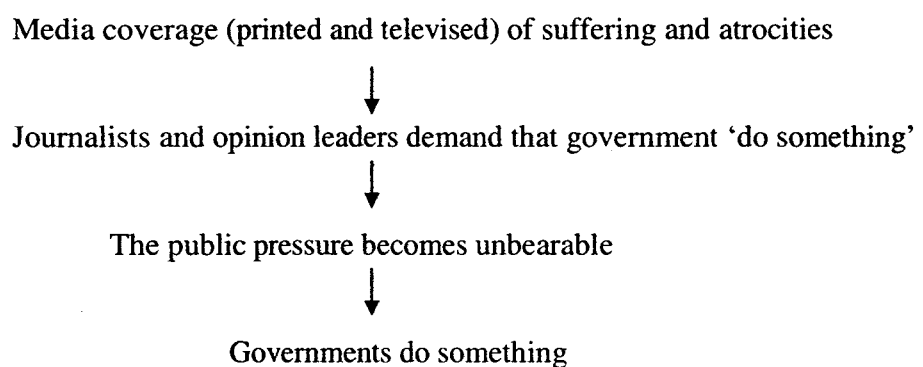 Media coverage (printed and televised) of suffering and atrocities
Journalists and opinion leaders demand that government ‘do something’
The public pressure becomes unbearable
Governments do something